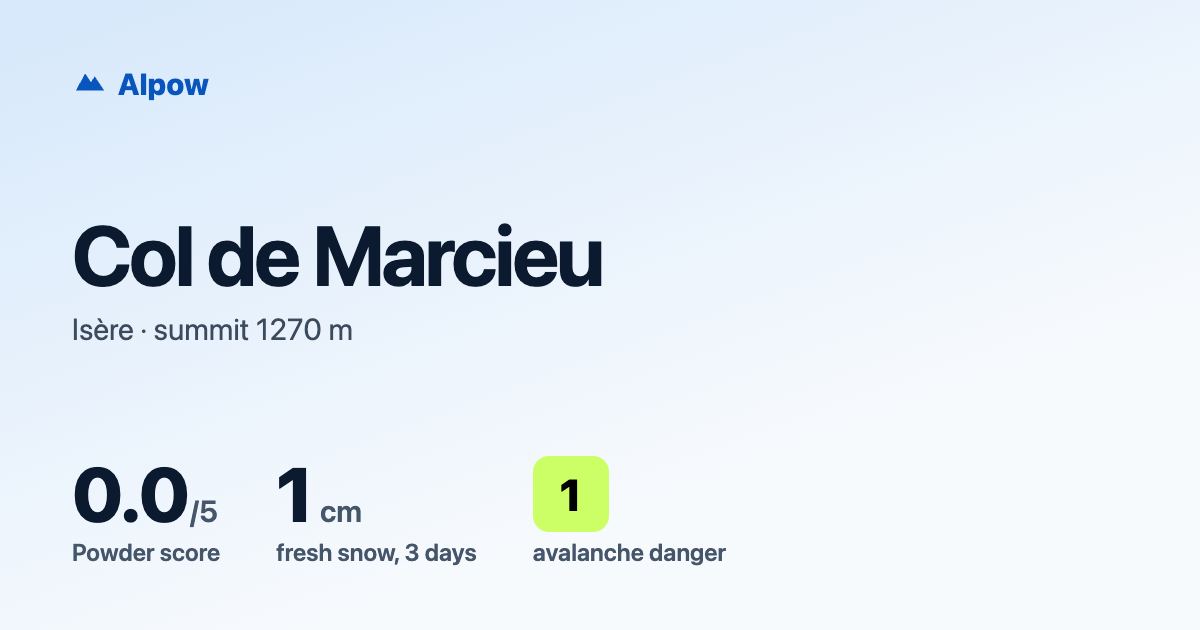 Alpow
Col de Marcieu
Isère · summit 1270 m
0.0/5
Powder score
1 cm
fresh snow, 3 days
1
avalanche danger